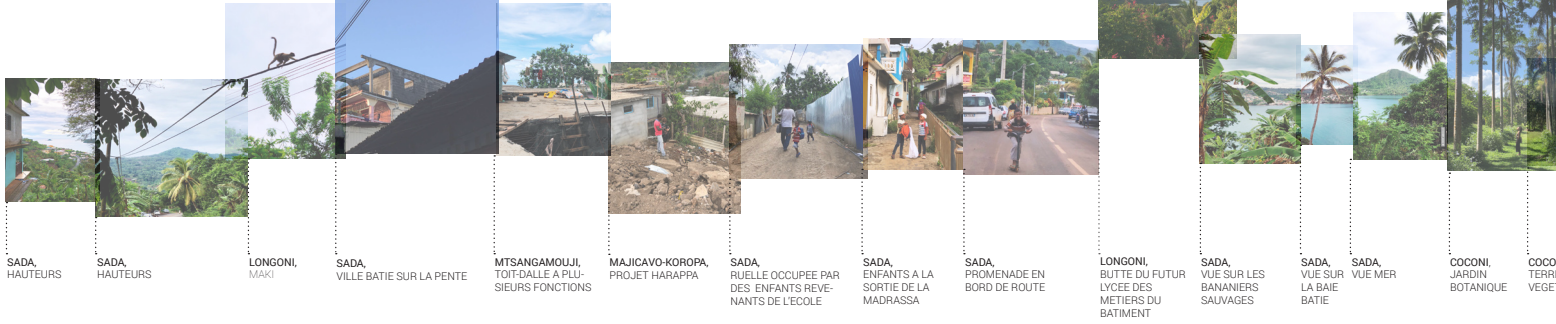 SADA,
HAUTEURS
SADA,
HAUTEURS
LONGONI,
MAKI
SADA,
VILLE BATIE SUR LA PENTE
MTSANGAMOUJI,
TOIT-DALLE A PLU-
SIEURS FONCTIONS
MAJICAVO-KOROPA,
PROJET HARAPPA
SADA,
RUELLE OCCUPEE PAR
DES ENFANTS REVE-
NANTS DE L'ECOLE
SADA,
ENFANTS A LA
SORTIE DE LA
MADRASSA
SADA,
PROMENADE EN
BORD DE ROUTE
LONGONI,
BUTTE DU FUTUR
LYCEE DES
METIERS DU
BATIMENT
SADA,
VUE SUR LES
BANANIERS
SAUVAGES
SADA,
VUE SUR
LA BAIE
BATIE
SADA,
VUE MER
COCONI,
JARDIN
BOTANIQUE
COCO
TERR
VEGE